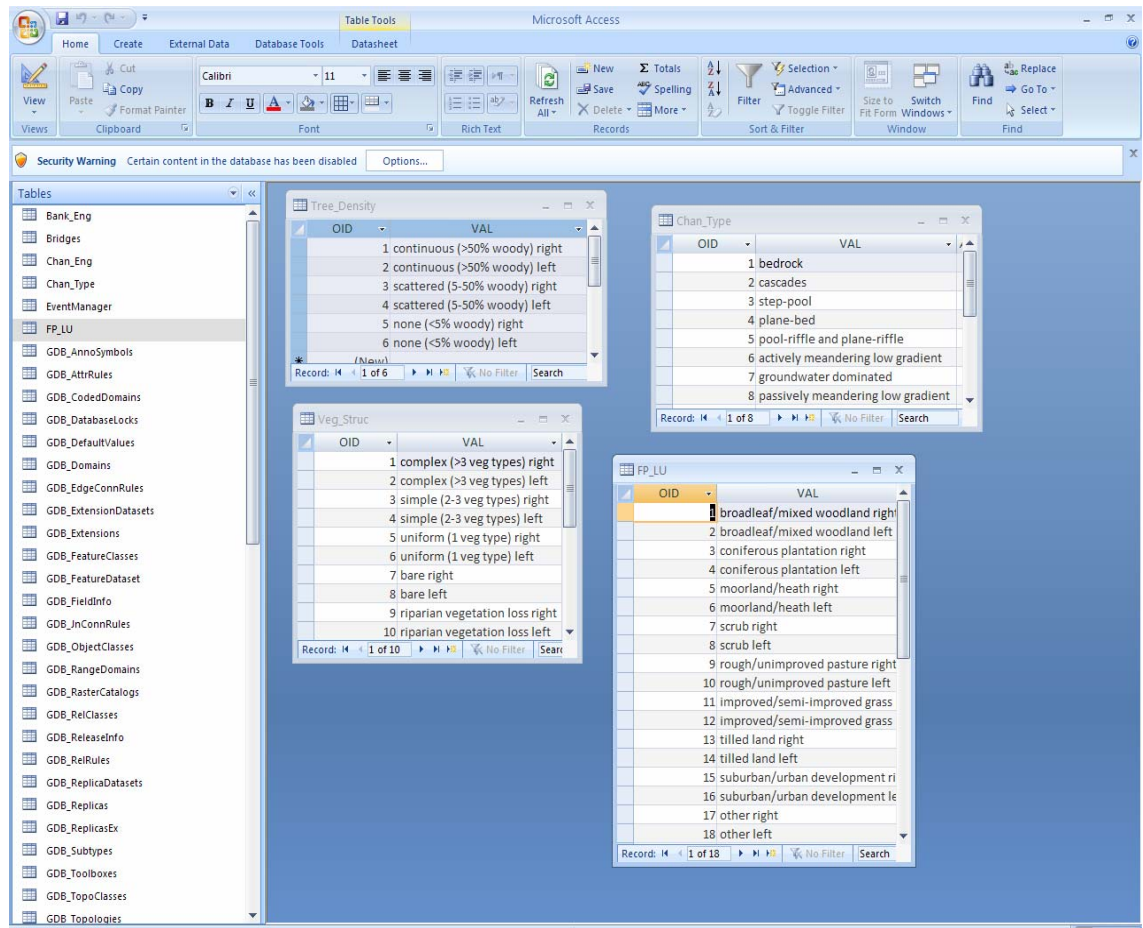 Table Tools
Microsoft Access
Home Create External Data Database Tools Datasheet
View
Views
Paste
Cut
Copy
Format Painter
Clipboard
Calibri 11
B I U A
Font
Rich Text
Refresh All
New
Save
Delete
Totals
Spelling
More
Records
Filter
Selection
Advanced
Toggle Filter
Sort & Filter
Size to Fit Form
Switch Windows
Window
Find
Replace
Go To
Select
Find
Security Warning Certain content in the database has been disabled Options...
Tables
Bank_Eng
Bridges
Chan_Eng
Chan_Type
EventManager
FP_LU
GDB_AnnoSymbols
GDB_AttrRules
GDB_CodedDomains
GDB_DatabaseLocks
GDB_DefaultValues
GDB_Domains
GDB_EdgeConnRules
GDB_ExtensionDatasets
GDB_Extensions
GDB_FeatureClasses
GDB_FeatureDataset
GDB_FieldInfo
GDB_JnConnRules
GDB_ObjectClasses
GDB_RangeDomains
GDB_RasterCatalogs
GDB_RelClasses
GDB_ReleaseInfo
GDB_RelRules
GDB_ReplicaDatasets
GDB_Replicas
GDB_ReplicasEx
GDB_Subtypes
GDB_Toolboxes
GDB_TopoClasses
GDB_Topologies
Tree_Density
OID VAL
1 continuous (>50% woody) right
2 continuous (>50% woody) left
3 scattered (5-50% woody) right
4 scattered (5-50% woody) left
5 none (<5% woody) right
6 none (<5% woody) left
* (New)
Record: 1 of 6 No Filter Search
Chan_Type
OID VAL
1 bedrock
2 cascades
3 step-pool
4 plane-bed
5 pool-riffle and plane-riffle
6 actively meandering low gradient
7 groundwater dominated
8 passively meandering low gradient
Record: 1 of 8 No Filter Search
Veg_Struc
OID VAL
1 complex (>3 veg types) right
2 complex (>3 veg types) left
3 simple (2-3 veg types) right
4 simple (2-3 veg types) left
5 uniform (1 veg type) right
6 uniform (1 veg type) left
7 bare right
8 bare left
9 riparian vegetation loss right
10 riparian vegetation loss left
Record: 1 of 10 No Filter Searc
FP_LU
OID VAL
1 broadleaf/mixed woodland right
2 broadleaf/mixed woodland left
3 coniferous plantation right
4 coniferous plantation left
5 moorland/heath right
6 moorland/heath left
7 scrub right
8 scrub left
9 rough/unimproved pasture right
10 rough/unimproved pasture left
11 improved/semi-improved grass
12 improved/semi-improved grass
13 tilled land right
14 tilled land left
15 suburban/urban development ri
16 suburban/urban development le
17 other right
18 other left
Record: 1 of 18 No Filter Search